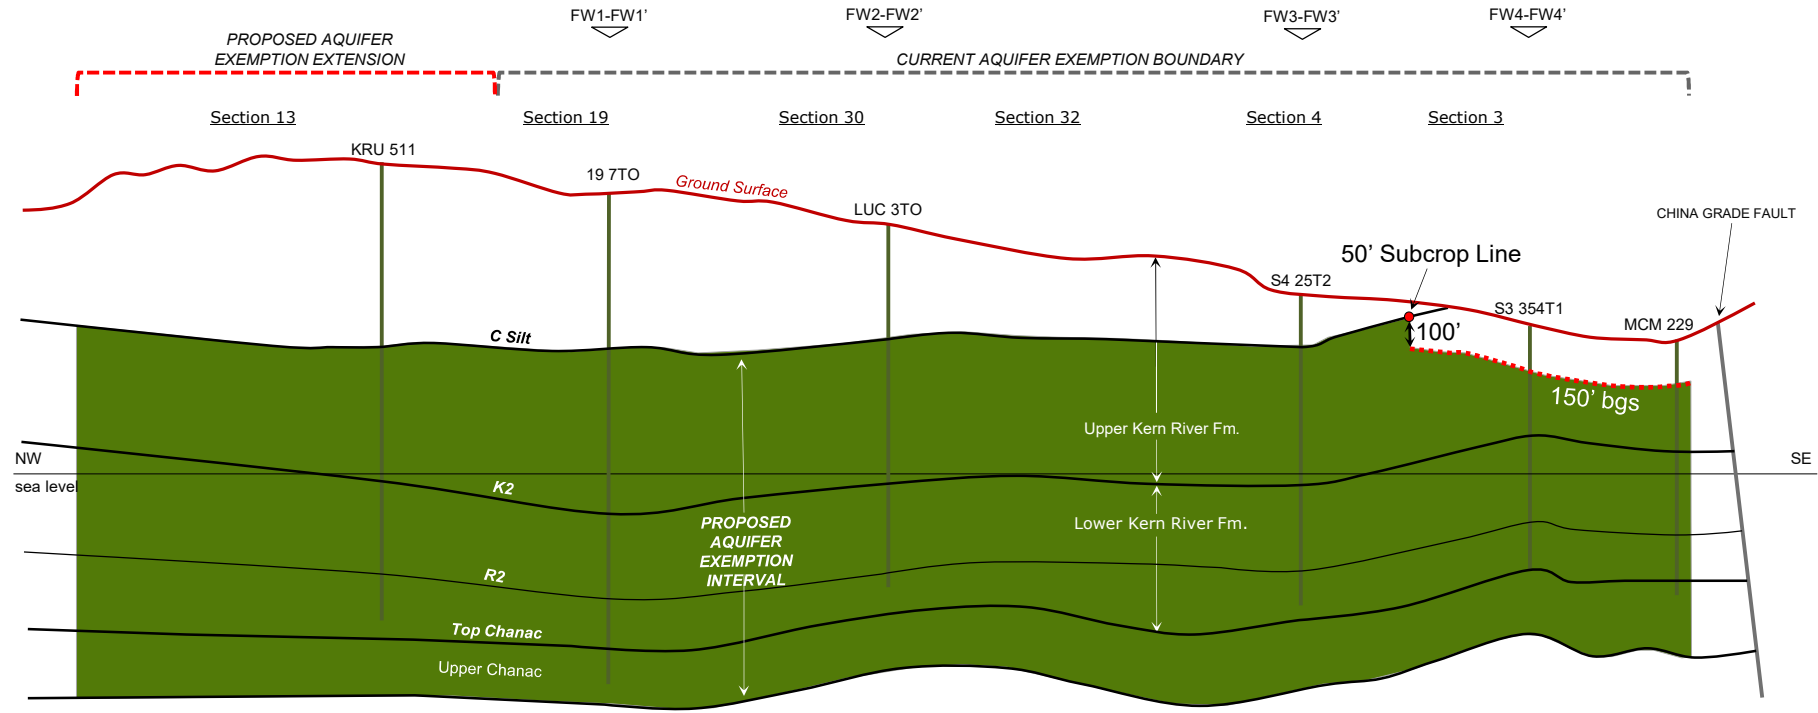 FW1-FW1’
FW2-FW2’
FW3-FW3’
FW4-FW4’
PROPOSED AQUIFER
EXEMPTION EXTENSION
CURRENT AQUIFER EXEMPTION BOUNDARY
Section 13
Section 19
Section 30
Section 32
Section 4
Section 3
KRU 511
19 7TO
Ground Surface
LUC 3TO
CHINA GRADE FAULT
50’ Subcrop Line
S4 25T2
S3 354T1
MCM 229
100’
C Silt
150’ bgs
Upper Kern River Fm.
NW
SE
sea level
K2
PROPOSED
AQUIFER
EXEMPTION
INTERVAL
Lower Kern River Fm.
R2
Top Chanac
Upper Chanac